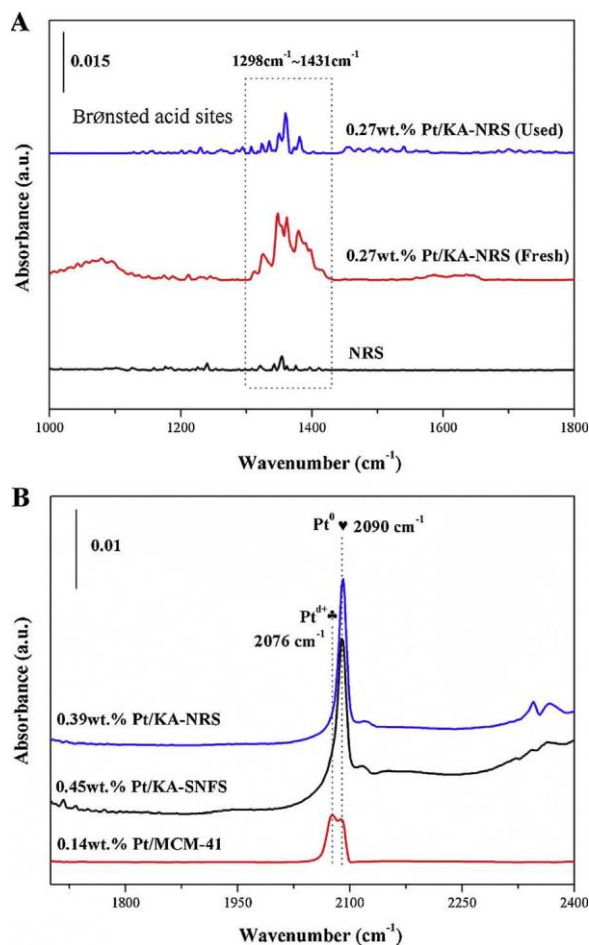 A
0.015
1298cm⁻¹~1431cm⁻¹
Brønsted acid sites
0.27wt.% Pt/KA-NRS (Used)
0.27wt.% Pt/KA-NRS (Fresh)
NRS
Absorbance (a.u.)
1000 1200 1400 1600 1800
Wavenumber (cm⁻¹)
B
0.01
Pt⁰ ♥ 2090 cm⁻¹
Ptᵈ⁺ ♣
2076 cm⁻¹
0.39wt.% Pt/KA-NRS
0.45wt.% Pt/KA-SNFS
0.14wt.% Pt/MCM-41
Absorbance (a.u.)
1800 1950 2100 2250 2400
Wavenumber (cm⁻¹)